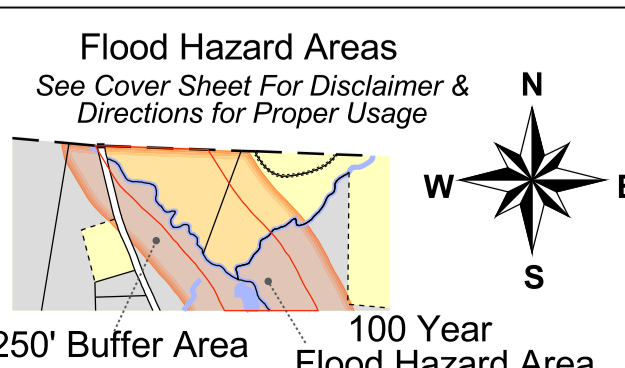 Flood Hazard Areas
See Cover Sheet For Disclaimer &
Directions for Proper Usage
N
W
E
S
250' Buffer Area
100 Year
Flood Hazard Area